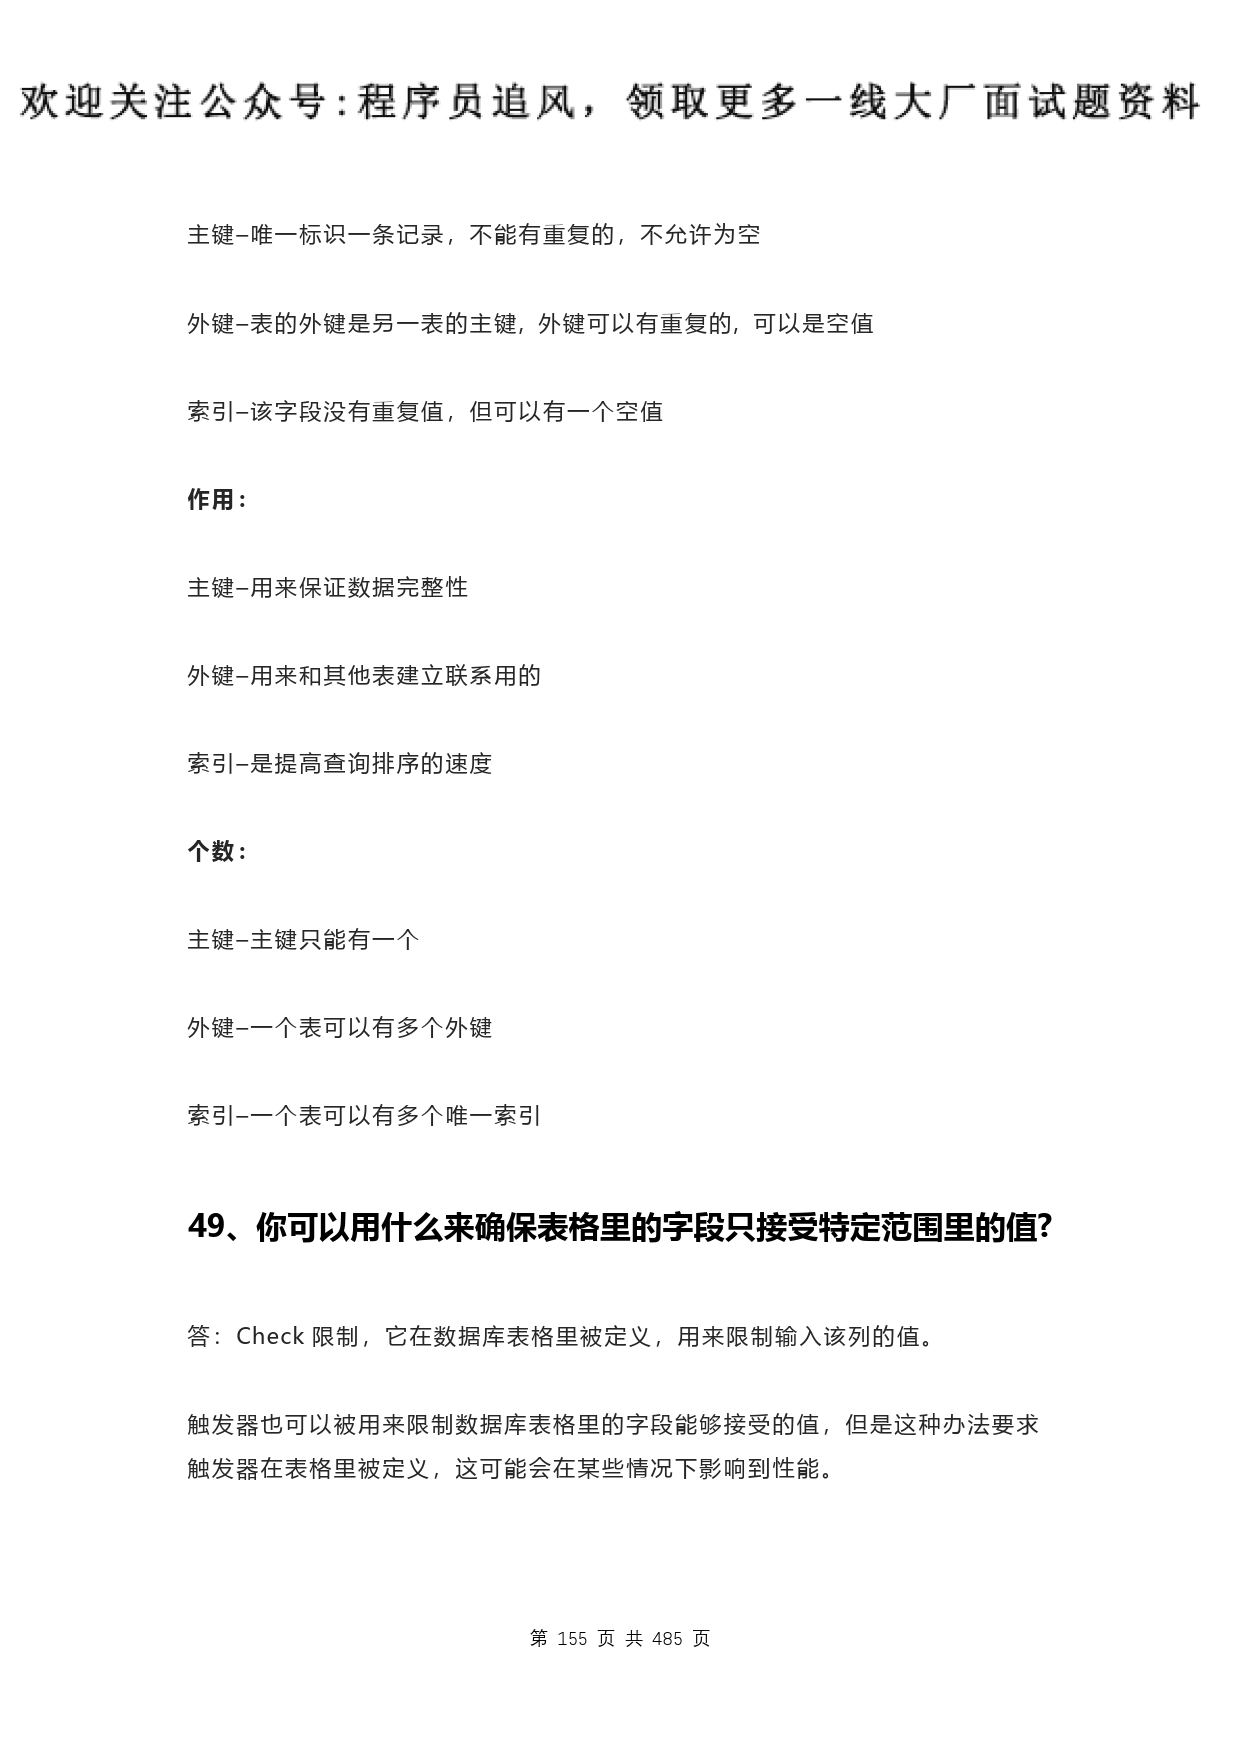 欢迎关注公众号:程序员追风，领取更多一线大厂面试题资料
主键–唯一标识一条记录，不能有重复的，不允许为空
外键–表的外键是另一表的主键, 外键可以有重复的, 可以是空值
索引–该字段没有重复值，但可以有一个空值
作用：
主键–用来保证数据完整性
外键–用来和其他表建立联系用的
索引–是提高查询排序的速度
个数：
主键–主键只能有一个
外键–一个表可以有多个外键
索引–一个表可以有多个唯一索引
49、你可以用什么来确保表格里的字段只接受特定范围里的值?
答：Check 限制，它在数据库表格里被定义，用来限制输入该列的值。
触发器也可以被用来限制数据库表格里的字段能够接受的值，但是这种办法要求
触发器在表格里被定义，这可能会在某些情况下影响到性能。
第 155 页 共 485 页